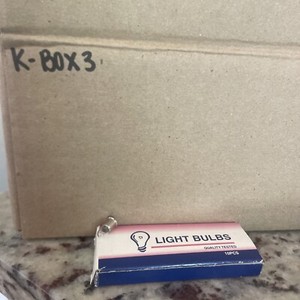 K-BOX3
LIGHT BULBS
QUALITY TESTED
10PCS